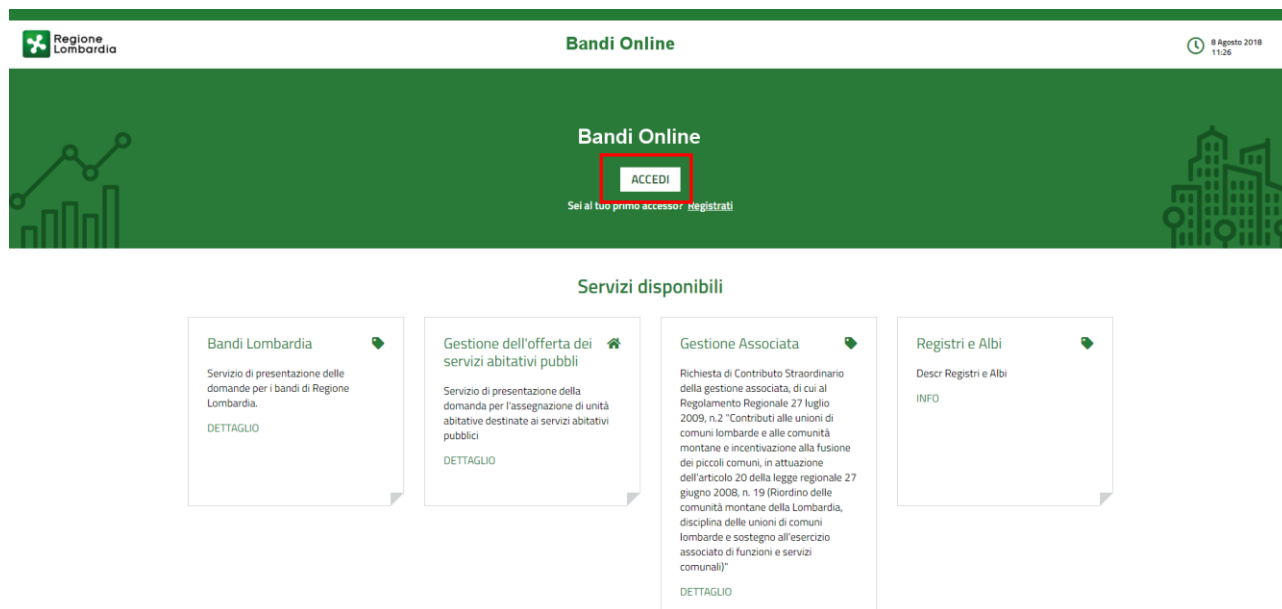 Regione
Lombardia
Bandi Online
8 Agosto 2018
11:26
Bandi Online
ACCEDI
Sei al tuo primo accesso? Registrati
Servizi disponibili
Bandi Lombardia
Servizio di presentazione delle
domande per i bandi di Regione
Lombardia.
DETTAGLIO
Gestione dell'offerta dei
servizi abitativi pubbli
Servizio di presentazione della
domanda per l'assegnazione di unità
abitative destinate ai servizi abitativi
pubblici
DETTAGLIO
Gestione Associata
Richiesta di Contributo Straordinario
della gestione associata, di cui al
Regolamento Regionale 27 luglio
2009, n.2 "Contributi alle unioni di
comuni lombarde e alle comunità
montane e incentivazione alla fusione
dei piccoli comuni, in attuazione
dell'articolo 20 della legge regionale 27
giugno 2008, n. 19 (Riordino delle
comunità montane della Lombardia,
disciplina delle unioni di comuni
lombarde e sostegno all'esercizio
associato di funzioni e servizi
comunali)"
DETTAGLIO
Registri e Albi
Descr Registri e Albi
INFO